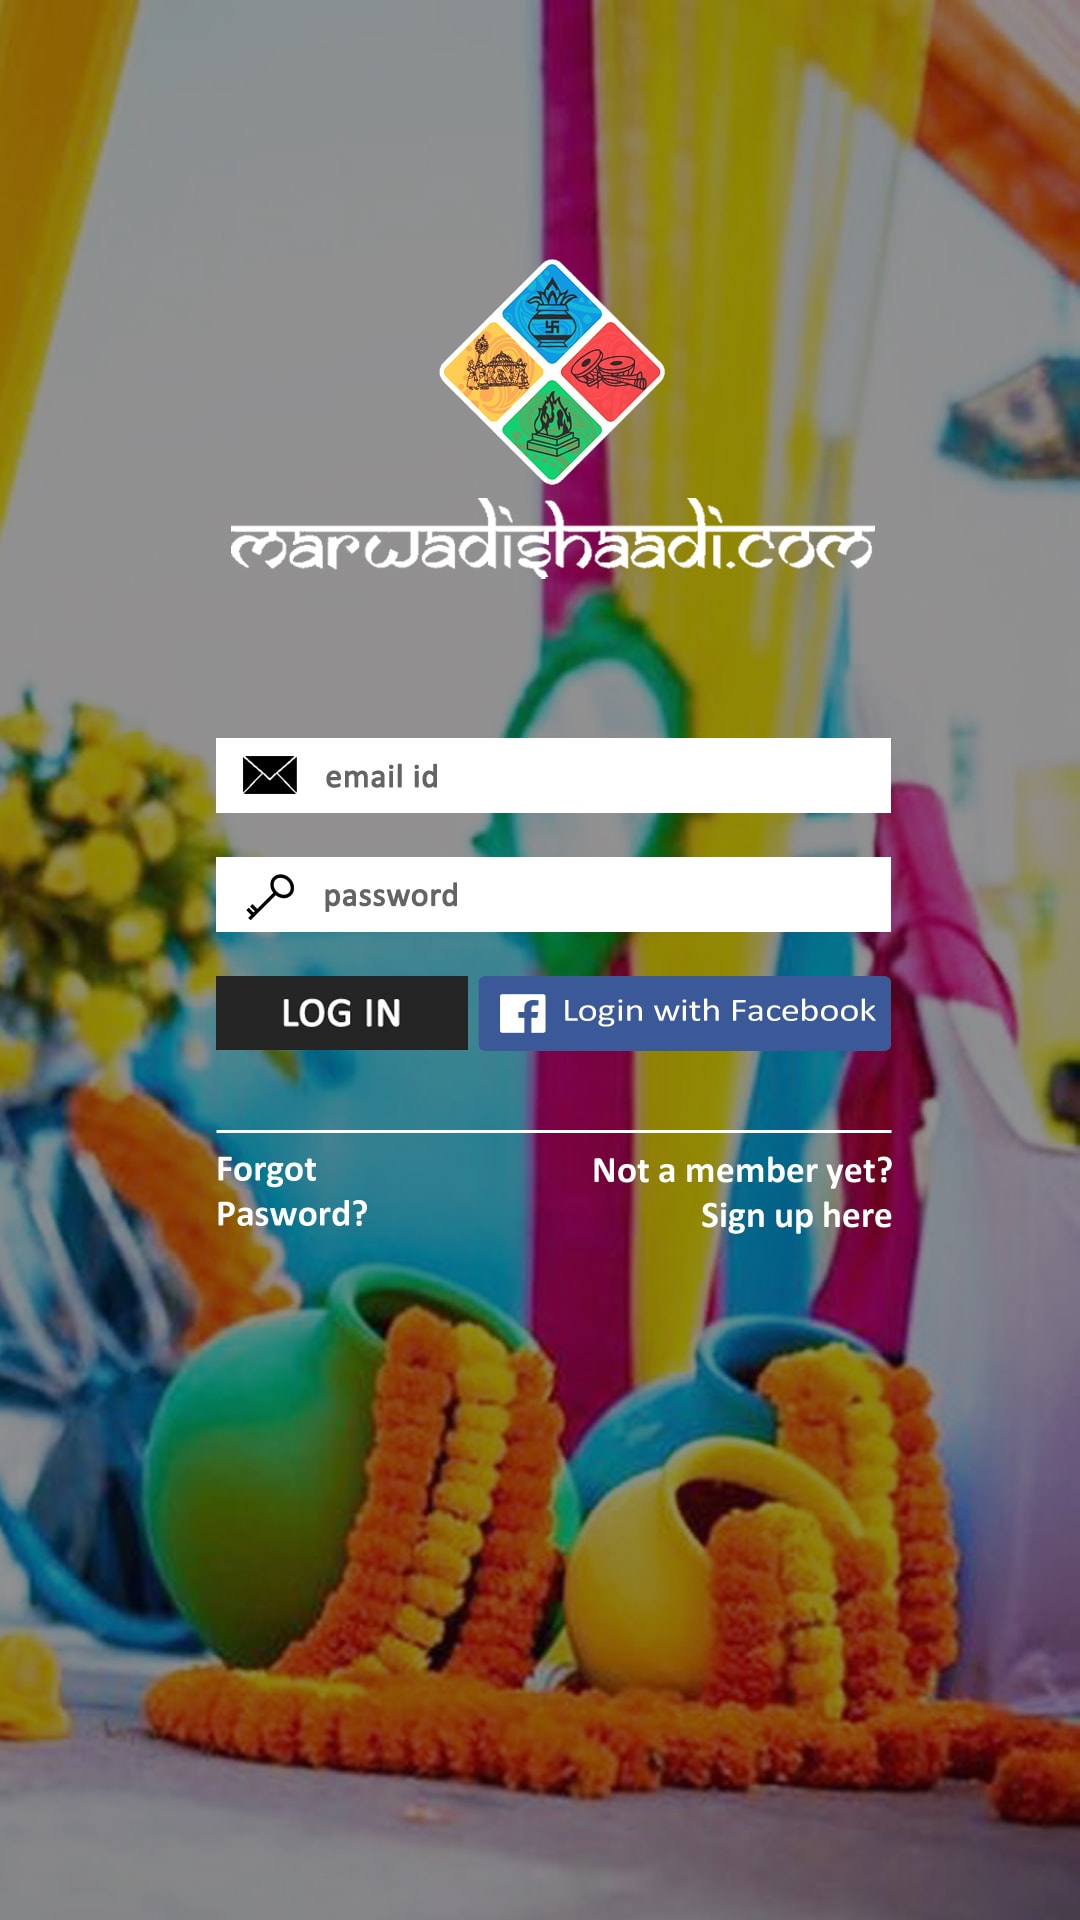 marwadishaadi.com
email id
password
LOG IN
Login with Facebook
Forgot
Pasword?
Not a member yet?
Sign up here